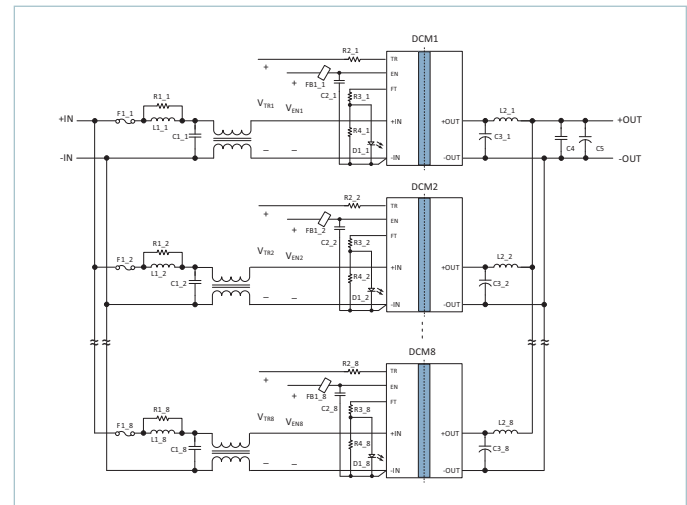 DCM1
R2_1
TR
+
EN
R1_1
+
FB1_1
C2_1
FT
R3_1
+IN
F1_1
L1_1
C1_1
VTR1
VEN1
+IN
R4_1
D1_1
+OUT
L2_1
+OUT
C3_1
C4
C5
-IN
–
–
-IN
-OUT
-OUT
DCM2
R2_2
TR
+
EN
R1_2
+
FB1_2
C2_2
FT
R3_2
F1_2
L1_2
C1_2
VTR2
VEN2
+IN
R4_2
D1_2
+OUT
L2_2
C3_2
–
–
-IN
-OUT
DCM8
R2_8
TR
+
EN
R1_8
+
FB1_8
C2_8
FT
R3_8
F1_8
L1_8
C1_8
VTR8
VEN8
+IN
R4_8
D1_8
+OUT
L2_8
C3_8
–
–
-IN
-OUT